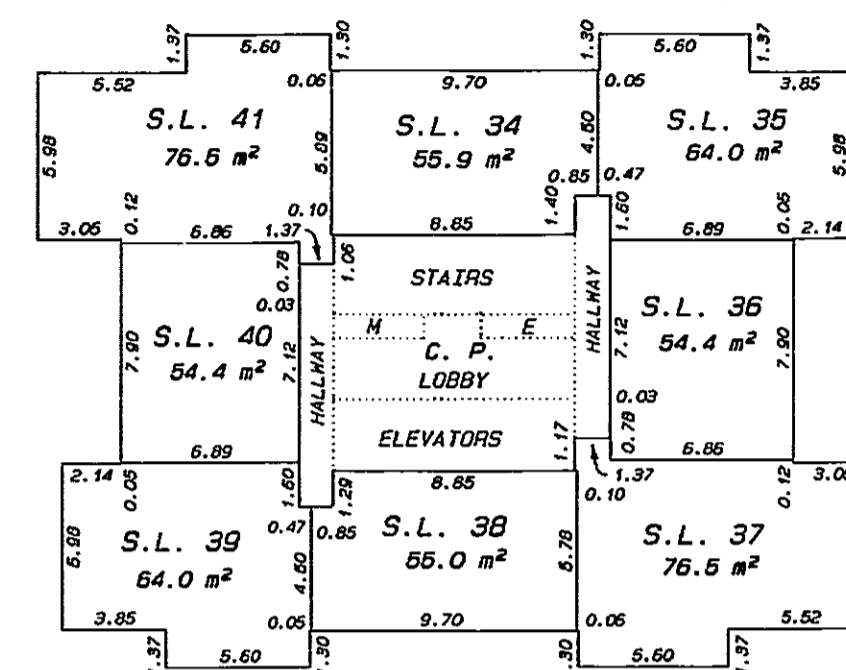 1.37
5.60
1.30
1.30
5.60
1.37
5.52
0.06
9.70
0.05
3.85
S.L. 41
76.5 m²
S.L. 34
55.9 m²
S.L. 35
64.0 m²
5.98
5.89
4.60
5.98
0.85
0.47
1.40
1.60
0.12
0.10
0.05
3.05
6.86
1.37
8.85
6.89
2.14
0.78
1.06
STAIRS
0.03
M
E
HALLWAY
HALLWAY
S.L. 40
54.4 m²
S.L. 36
54.4 m²
7.90
7.12
7.12
7.90
C. P.
LOBBY
0.03
ELEVATORS
1.17
0.78
6.89
6.86
2.14
0.05
1.60
1.29
8.85
1.37
0.10
0.12
S.L. 39
64.0 m²
0.47
0.85
S.L. 38
55.0 m²
S.L. 37
76.5 m²
5.98
4.60
5.78
3.85
0.05
9.70
0.06
5.52
1.37
5.60
1.30
1.30
5.60
1.37